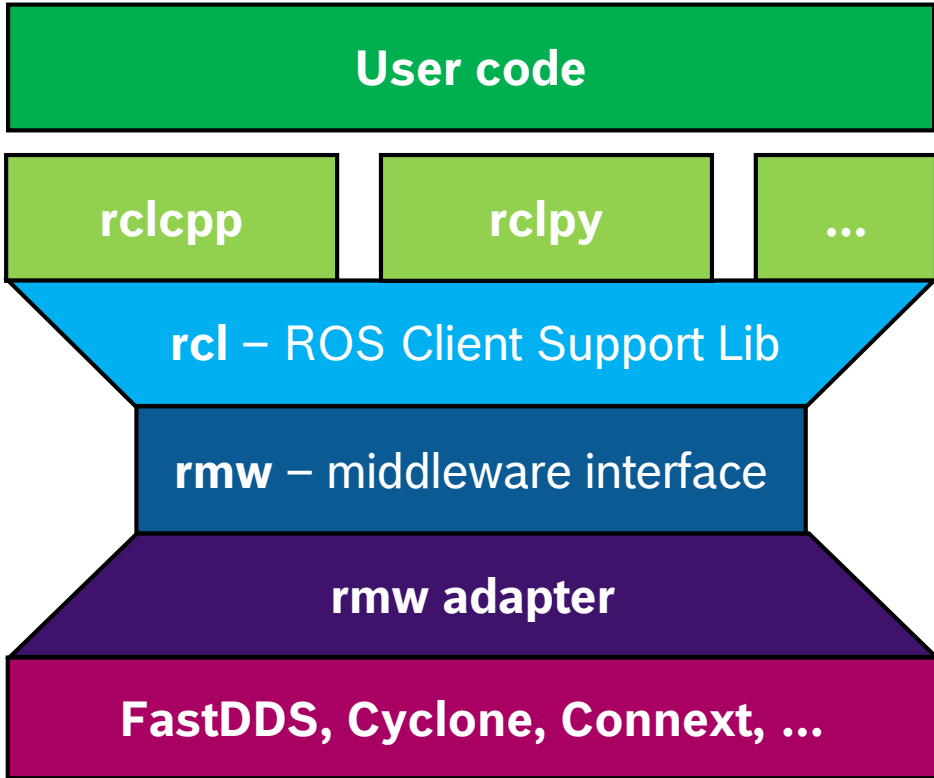 User code
rclcpp
rclpy
...
rcl – ROS Client Support Lib
rmw – middleware interface
rmw adapter
FastDDS, Cyclone, Connext, ...